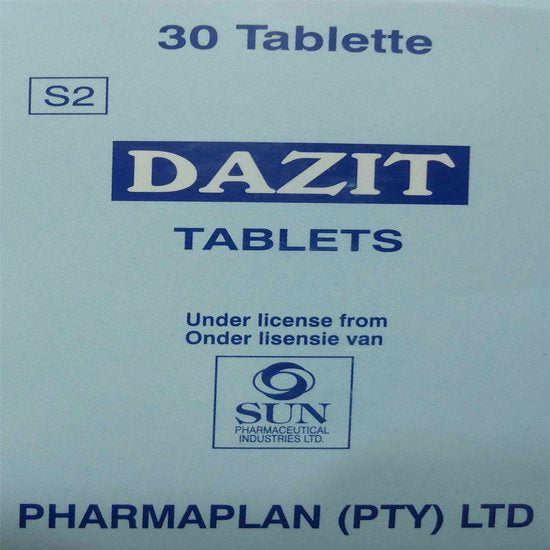 30 Tablette
S2
DAZIT
TABLETS
Under license from
Onder lisensie van
SUN
PHARMACEUTICAL
INDUSTRIES LTD.
PHARMAPLAN (PTY) LTD